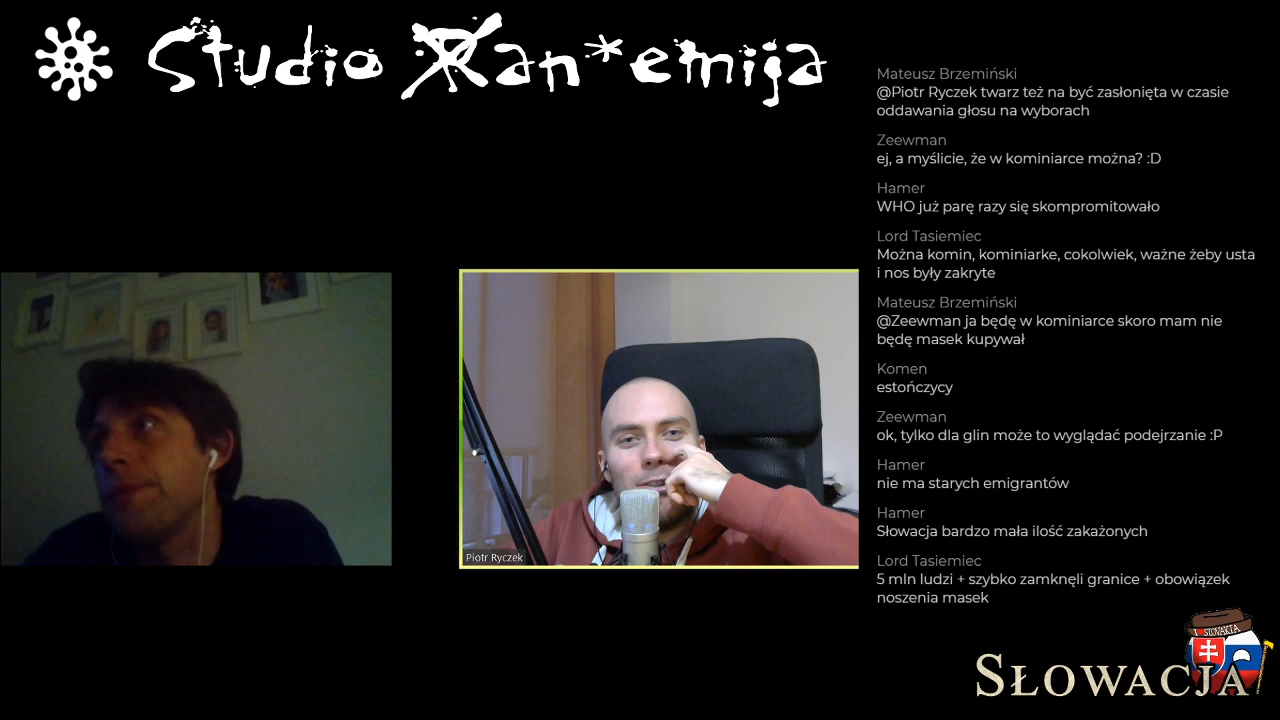 Studio Xan*emija
Mateusz Brzemiński
@Piotr Ryczek twarz też na być zasłonięta w czasie
oddawania głosu na wyborach
Zeewman
ej, a myślicie, że w kominiarce można? :D
Hamer
WHO już parę razy się skompromitowało
Lord Tasiemiec
Można komin, kominiarke, cokolwiek, ważne żeby usta
i nos były zakryte
Mateusz Brzemiński
@Zeewman ja będę w kominiarce skoro mam nie
będę masek kupywał
Komen
estończycy
Zeewman
ok, tylko dla glin może to wyglądać podejrzanie :P
Hamer
nie ma starych emigrantów
Hamer
Słowacja bardzo mała ilość zakażonych
Lord Tasiemiec
5 mln ludzi + szybko zamknęli granice + obowiązek
noszenia masek
Piotr Ryczek
I SLOVAKIA
Słowacja